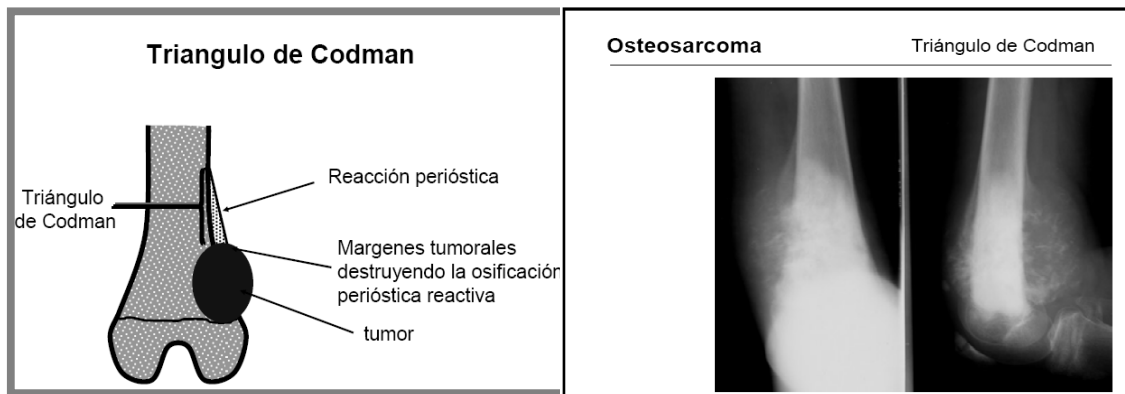 Triangulo de Codman
Triángulo
de Codman
Reacción perióstica
Margenes tumorales
destruyendo la osificación
perióstica reactiva
tumor
Osteosarcoma
Triángulo de Codman